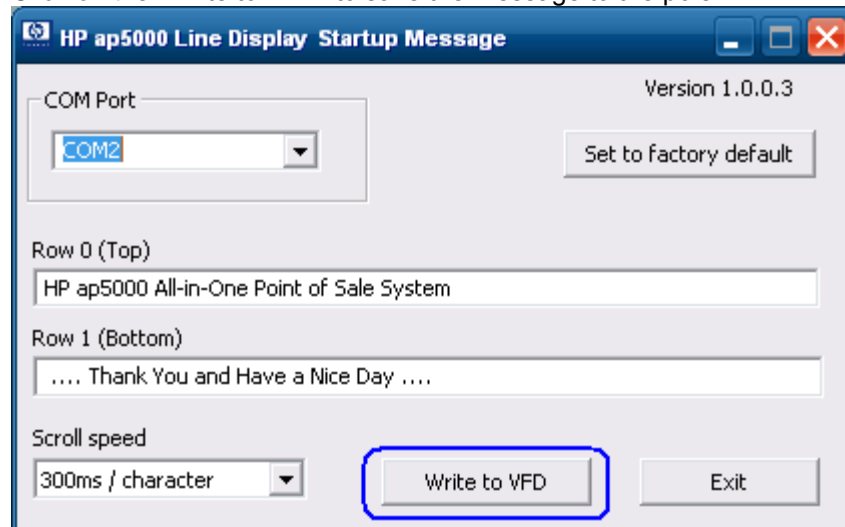 HP ap5000 Line Display Startup Message
Version 1.0.0.3
COM Port
COM2
Set to factory default
Row 0 (Top)
HP ap5000 All-in-One Point of Sale System
Row 1 (Bottom)
.... Thank You and Have a Nice Day ....
Scroll speed
300ms / character
Write to VFD
Exit